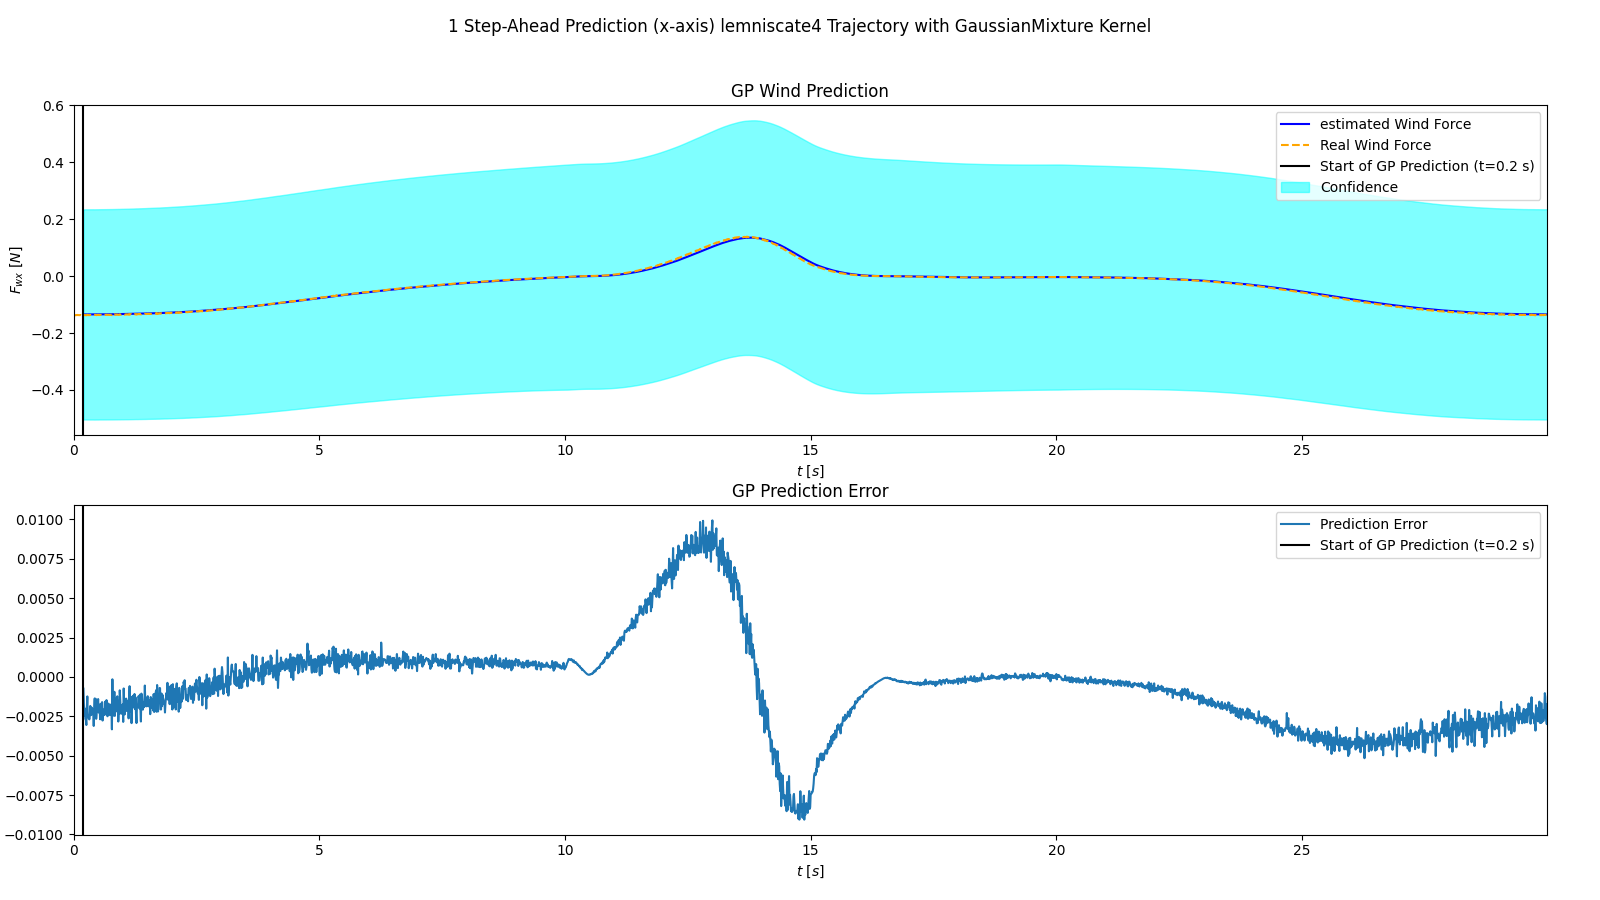 1 Step-Ahead Prediction (x-axis) lemniscate4 Trajectory with GaussianMixture Kernel
GP Wind Prediction
estimated Wind Force
Real Wind Force
Start of GP Prediction (t=0.2 s)
Confidence
F_wx [N]
0.6
0.4
0.2
0.0
−0.2
−0.4
0 5 10 15 20 25
t [s]
GP Prediction Error
Prediction Error
Start of GP Prediction (t=0.2 s)
0.0100
0.0075
0.0050
0.0025
0.0000
−0.0025
−0.0050
−0.0075
−0.0100
0 5 10 15 20 25
t [s]